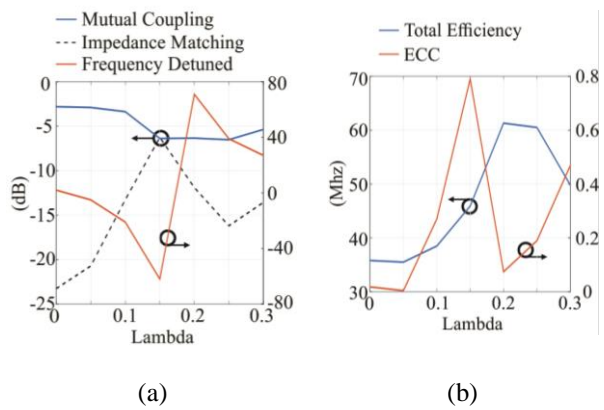 Mutual Coupling
Impedance Matching
Frequency Detuned
0
-5
-10
-15
-20
-25
(dB)
80
40
0
-40
-80
0 0.1 0.2 0.3
Lambda
(a)
Total Efficiency
ECC
70
60
50
40
30
(Mhz)
0.8
0.6
0.4
0.2
0
0 0.1 0.2 0.3
Lambda
(b)